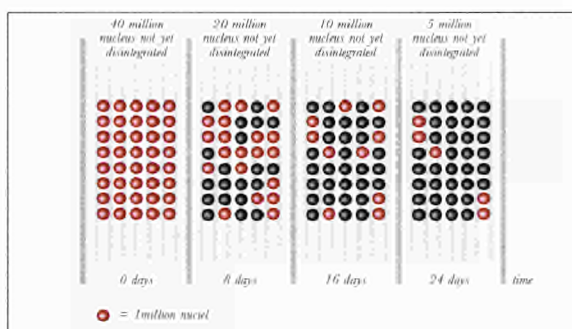 40 million
nucleus not yet
disintegrated
20 million
nucleus not yet
disintegrated
10 million
nucleus not yet
disintegrated
5 million
nucleus not yet
disintegrated
0 days
8 days
16 days
24 days
time
= 1million nuclei